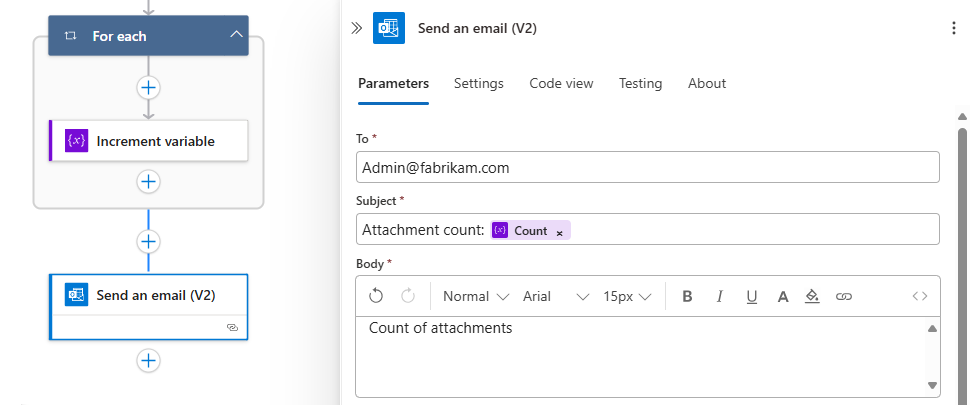 For each
{x} Increment variable
Send an email (V2)
Send an email (V2)
Parameters Settings Code view Testing About
To *
Admin@fabrikam.com
Subject *
Attachment count: {x} Count ×
Body *
Normal Arial 15px B I U A
Count of attachments